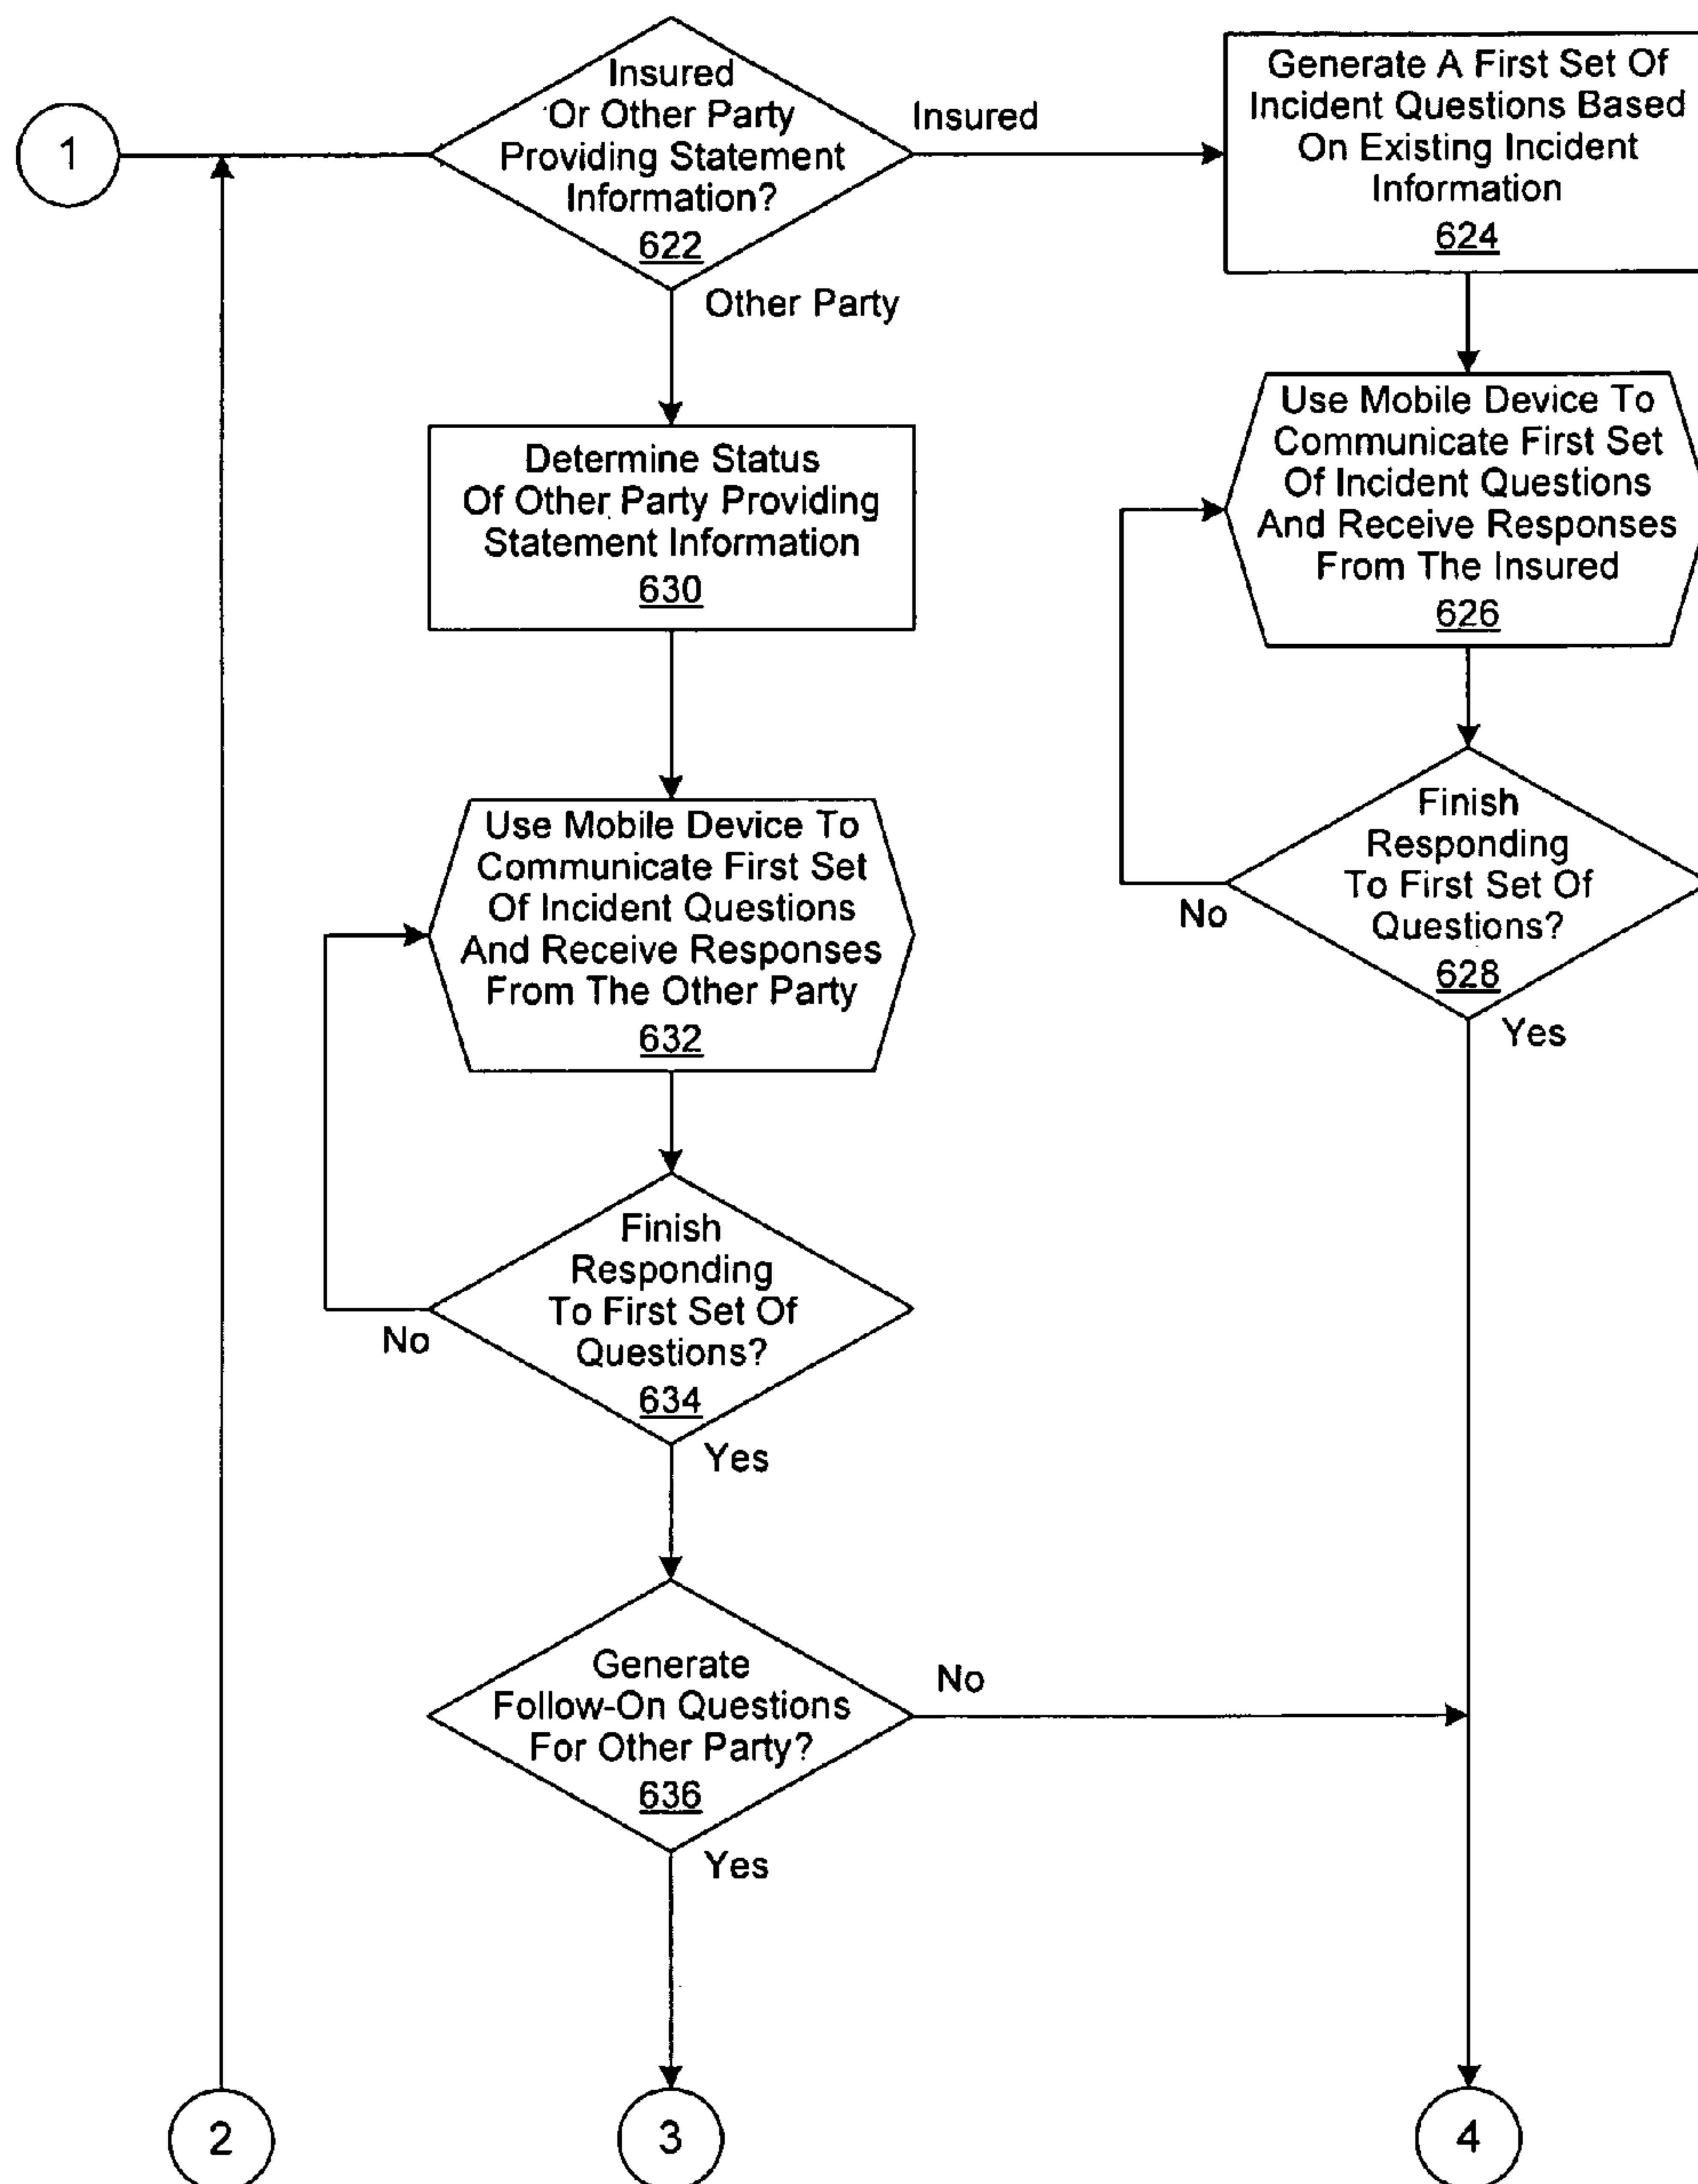 1
Insured
Or Other Party
Providing Statement
Information?
622
Insured
Other Party
Generate A First Set Of
Incident Questions Based
On Existing Incident
Information
624
Use Mobile Device To
Communicate First Set
Of Incident Questions
And Receive Responses
From The Insured
626
Determine Status
Of Other Party Providing
Statement Information
630
Finish
Responding
To First Set Of
Questions?
628
No
Yes
Use Mobile Device To
Communicate First Set
Of Incident Questions
And Receive Responses
From The Other Party
632
Finish
Responding
To First Set Of
Questions?
634
No
Yes
Generate
Follow-On Questions
For Other Party?
636
No
Yes
2
3
4